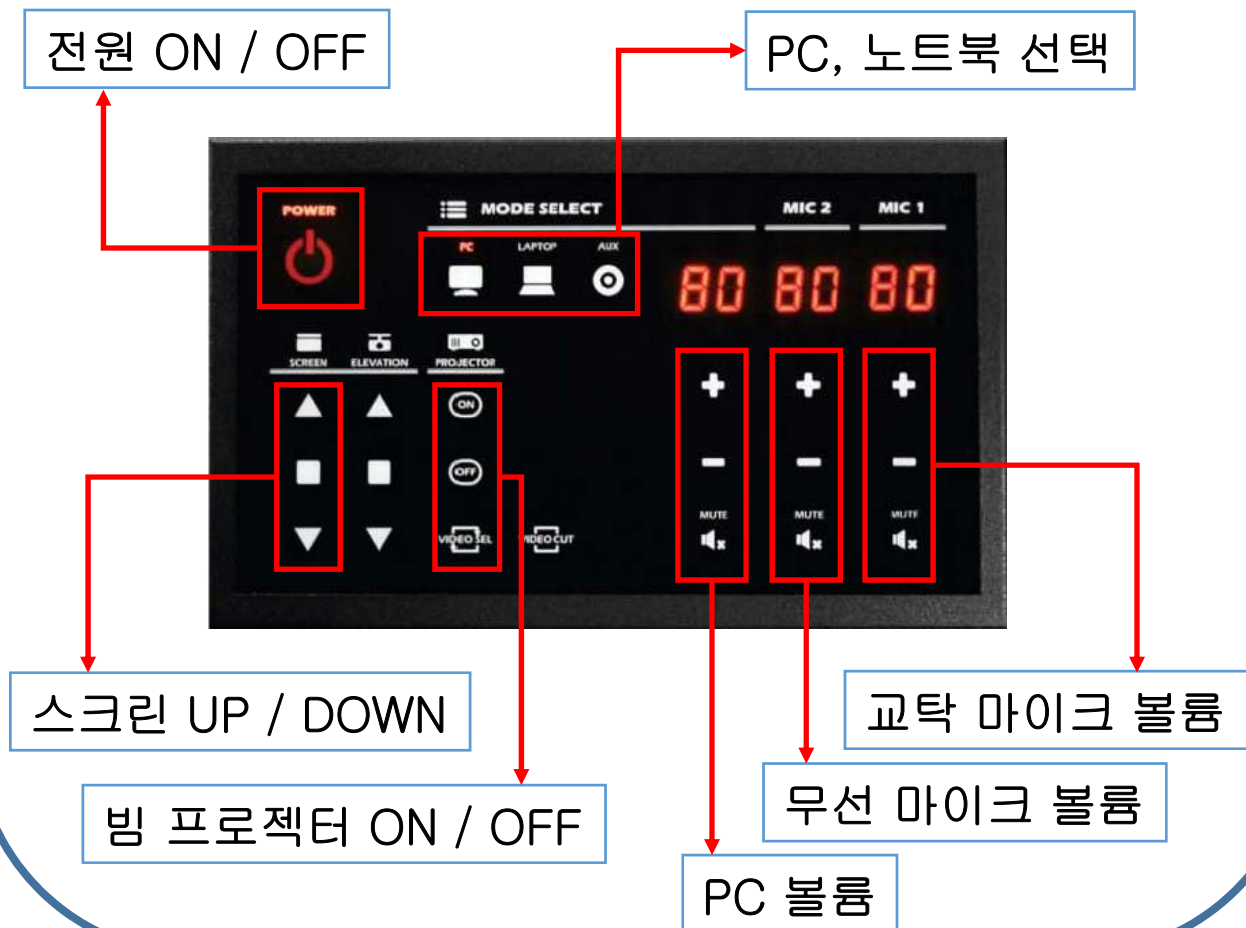 전원 ON / OFF
PC, 노트북 선택
POWER
MODE SELECT
MIC 2
MIC 1
PC
LAPTOP
AUX
80
80
80
SCREEN
ELEVATION
PROJECTOR
ON
OFF
VIDEO SEL
VIDEO CUT
MUTE
MUTE
MUTE
스크린 UP / DOWN
교탁 마이크 볼륨
빔 프로젝터 ON / OFF
무선 마이크 볼륨
PC 볼륨